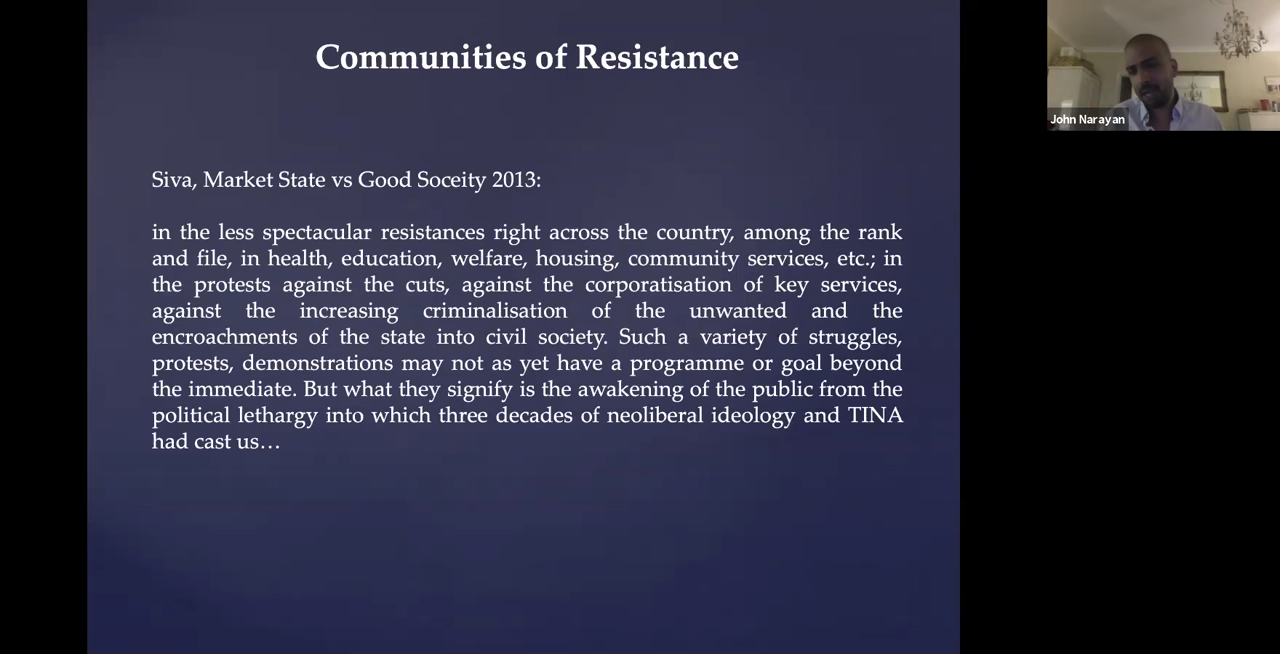 Communities of Resistance
Siva, Market State vs Good Soceity 2013:
in the less spectacular resistances right across the country, among the rank
and file, in health, education, welfare, housing, community services, etc.; in
the protests against the cuts, against the corporatisation of key services,
against the increasing criminalisation of the unwanted and the
encroachments of the state into civil society. Such a variety of struggles,
protests, demonstrations may not as yet have a programme or goal beyond
the immediate. But what they signify is the awakening of the public from the
political lethargy into which three decades of neoliberal ideology and TINA
had cast us…
John Narayan